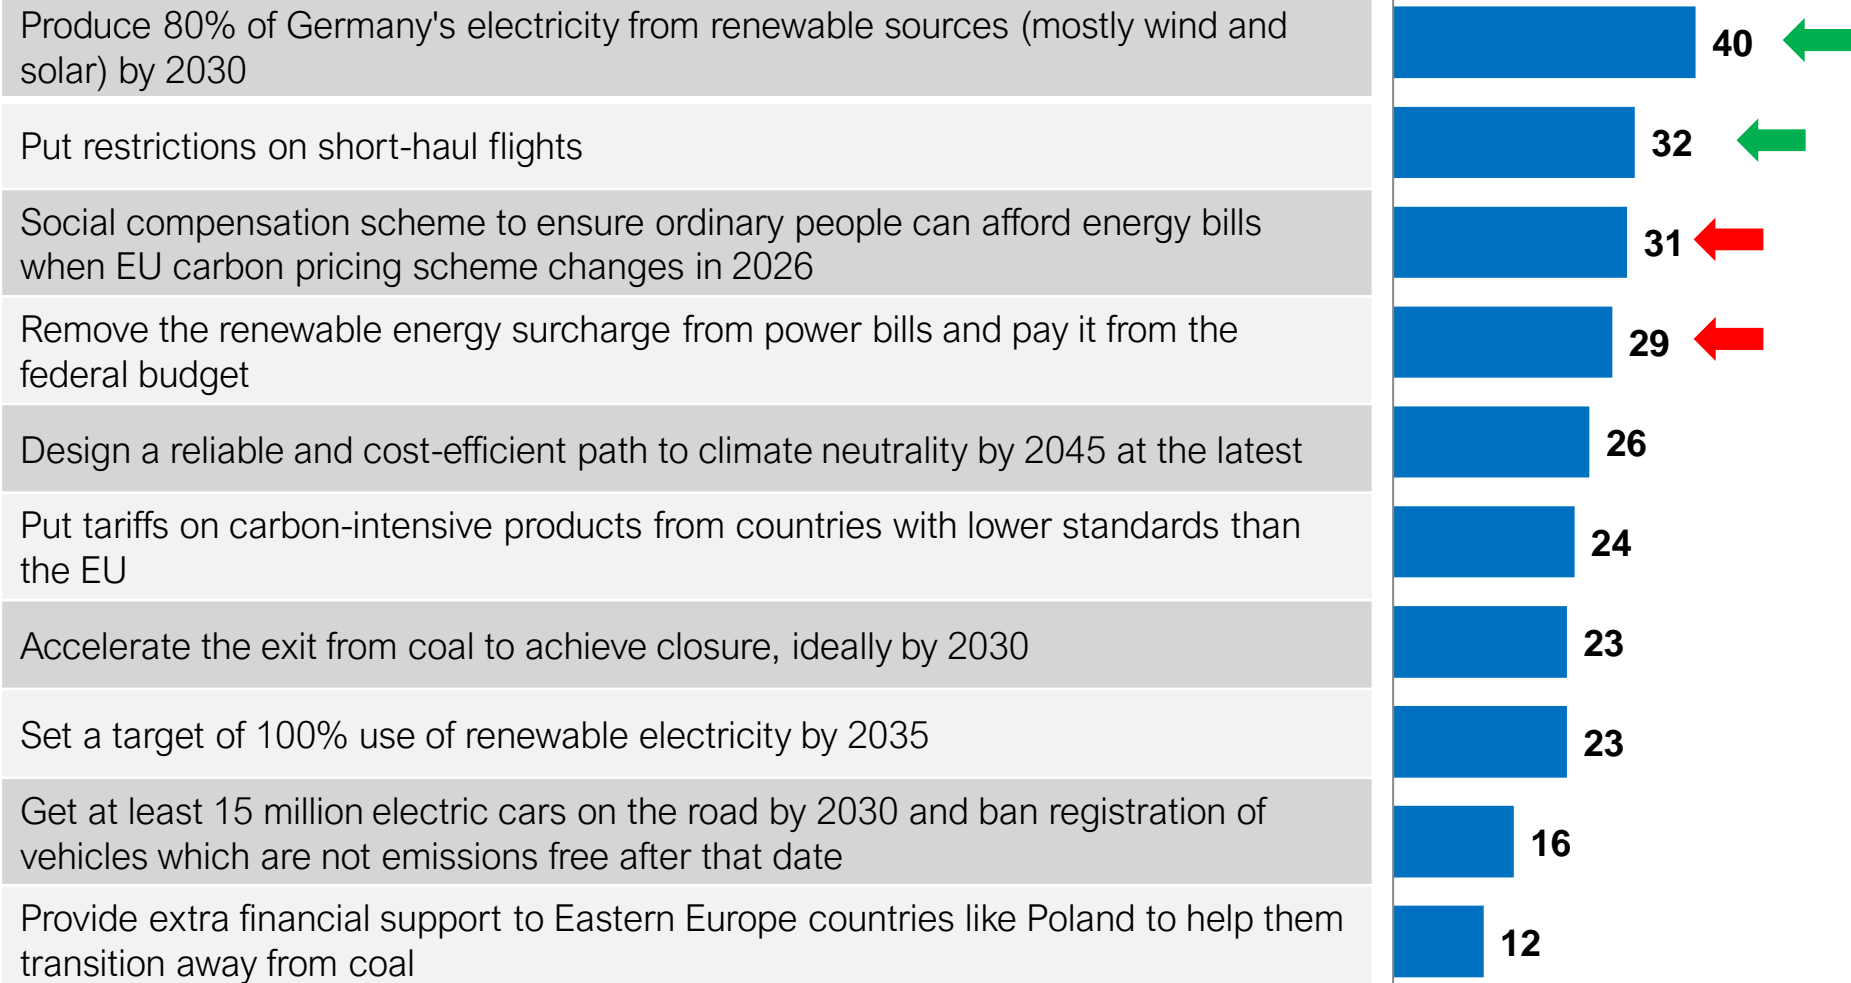 Produce 80% of Germany's electricity from renewable sources (mostly wind and
solar) by 2030
40
Put restrictions on short-haul flights
32
Social compensation scheme to ensure ordinary people can afford energy bills
when EU carbon pricing scheme changes in 2026
31
Remove the renewable energy surcharge from power bills and pay it from the
federal budget
29
Design a reliable and cost-efficient path to climate neutrality by 2045 at the latest
26
Put tariffs on carbon-intensive products from countries with lower standards than
the EU
24
Accelerate the exit from coal to achieve closure, ideally by 2030
23
Set a target of 100% use of renewable electricity by 2035
23
Get at least 15 million electric cars on the road by 2030 and ban registration of
vehicles which are not emissions free after that date
16
Provide extra financial support to Eastern Europe countries like Poland to help them
transition away from coal
12